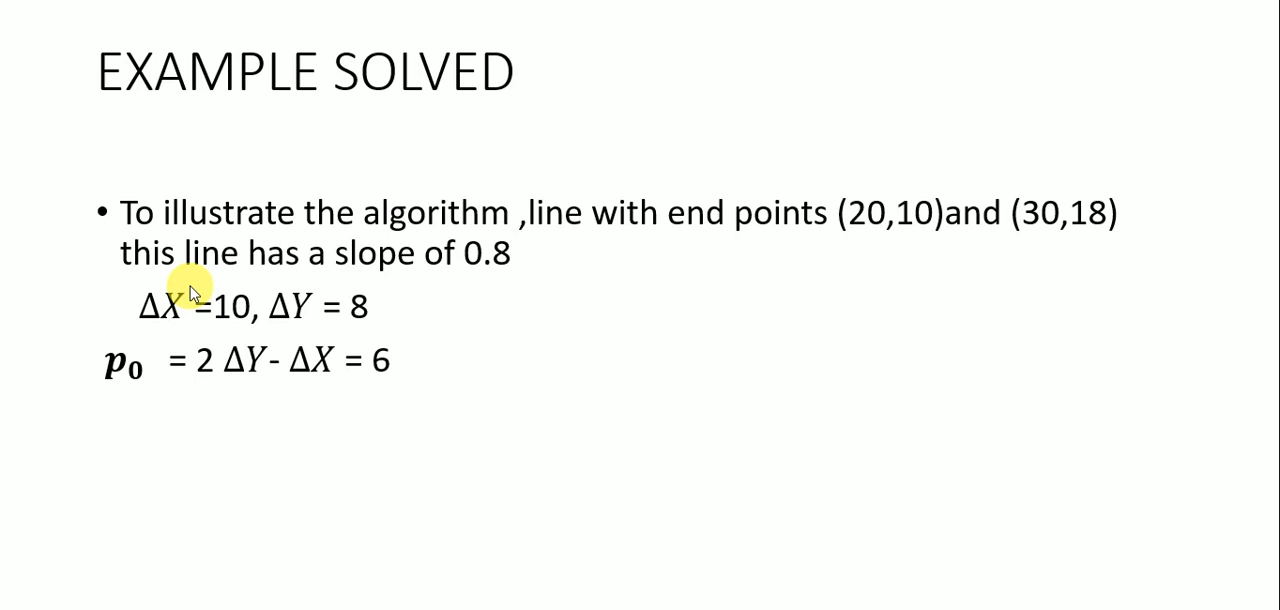 EXAMPLE SOLVED
• To illustrate the algorithm ,line with end points (20,10)and (30,18)
this line has a slope of 0.8
ΔX =10, ΔY = 8
p₀ = 2 ΔY- ΔX = 6